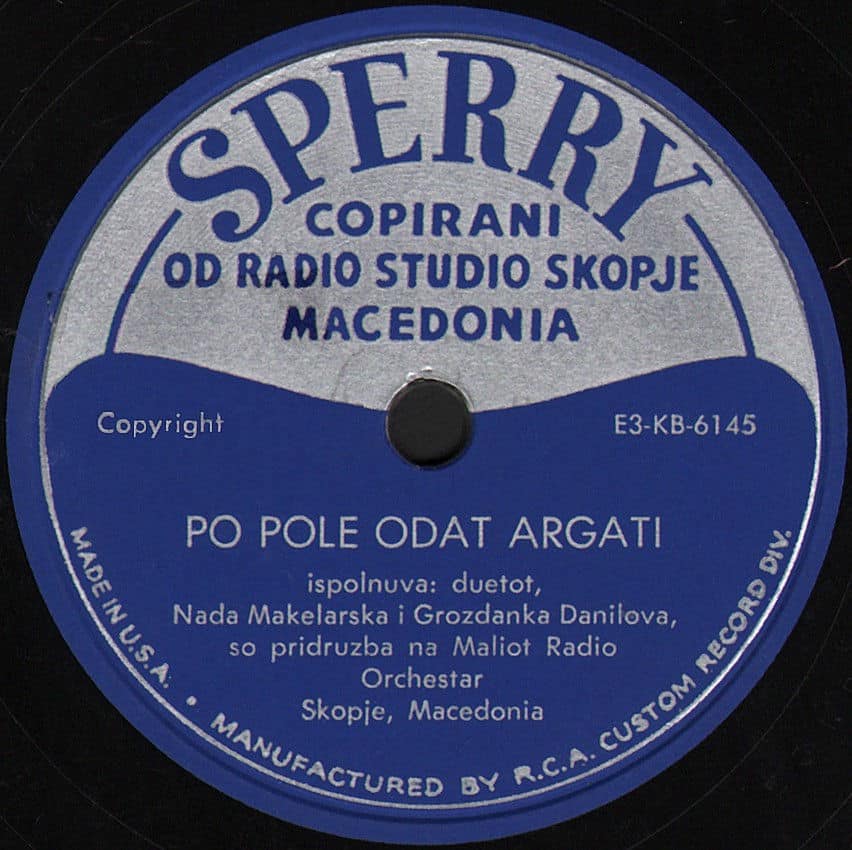 SPERRY
COPIRANI
OD RADIO STUDIO SKOPJE
MACEDONIA
Copyright
E3-KB-6145
PO POLE ODAT ARGATI
ispolnuva: duetot,
Nada Makelarska i Grozdanka Danilova,
so pridruzba na Maliot Radio
Orchestar
Skopje, Macedonia
MADE IN U.S.A. • MANUFACTURED BY R.C.A. CUSTOM RECORD DIV.